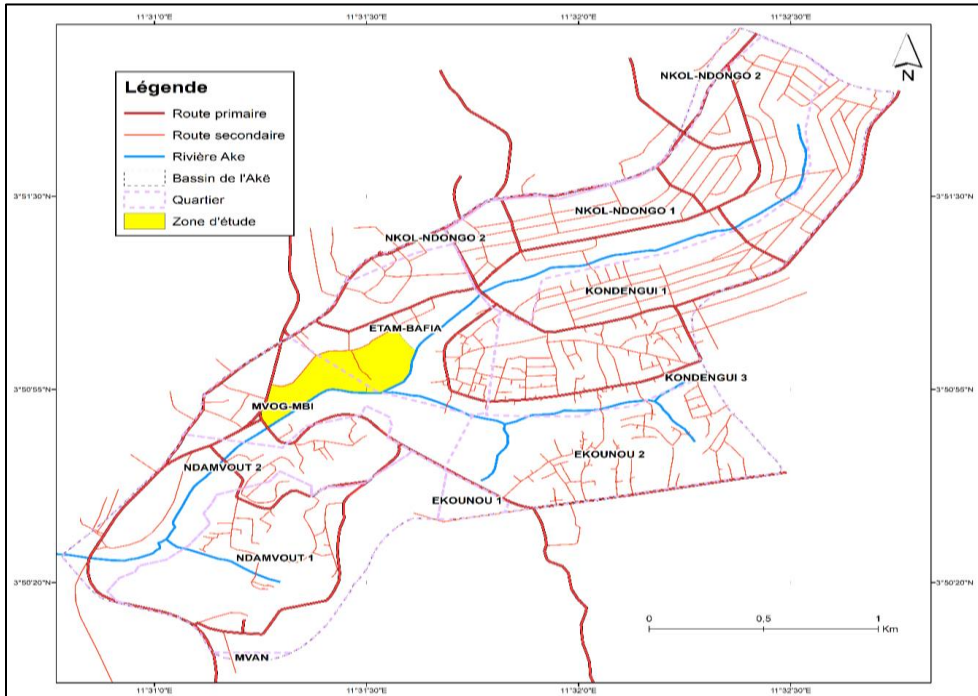 11°31'0"E
11°31'30"E
11°32'0"E
11°32'30"E
N
NKOL-NDONGO 2
Légende
Route primaire
Route secondaire
Rivière Ake
Bassin de l'Akë
Quartier
Zone d'étude
3°51'30"N
3°51'30"N
NKOL-NDONGO 1
NKOL-NDONGO 2
KONDENGUI 1
ETAM-BAFIA
KONDENGUI 3
3°50'55"N
3°50'55"N
MVOG-MBI
EKOUNOU 2
NDAMVOUT 2
EKOUNOU 1
NDAMVOUT 1
3°50'20"N
3°50'20"N
0
0,5
1
Km
MVAN
11°31'0"E
11°31'30"E
11°32'0"E
11°32'30"E